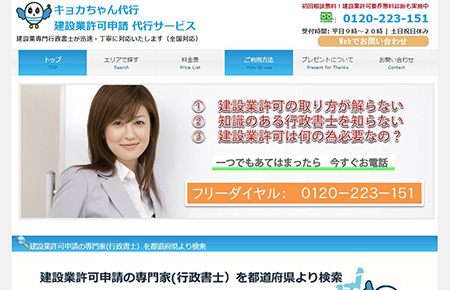 キョカちゃん代行
建設業許可申請 代行サービス
建設業専門行政書士が迅速・丁寧に対応いたします（全国対応）
初回相談無料！建設業許可要件無料診断も実施中
0120-223-151
受付時間：平日9時～20時｜土日祝日休み
Webでお問い合わせ
トップ エリアで探す 料金表 ご利用方法 プレゼントについて お問い合わせ
Top Search Price List How to use Present for Thanks Contact
① 建設業許可の取り方が解らない
② 知識のある行政書士を知らない
③ 建設業許可は何の為必要なの？
一つでもあてはまったら 今すぐお電話
フリーダイヤル： 0120－223－151
建設業許可申請の専門家(行政書士）を都道府県より検索
建設業許可申請の専門家(行政書士）を都道府県より検索